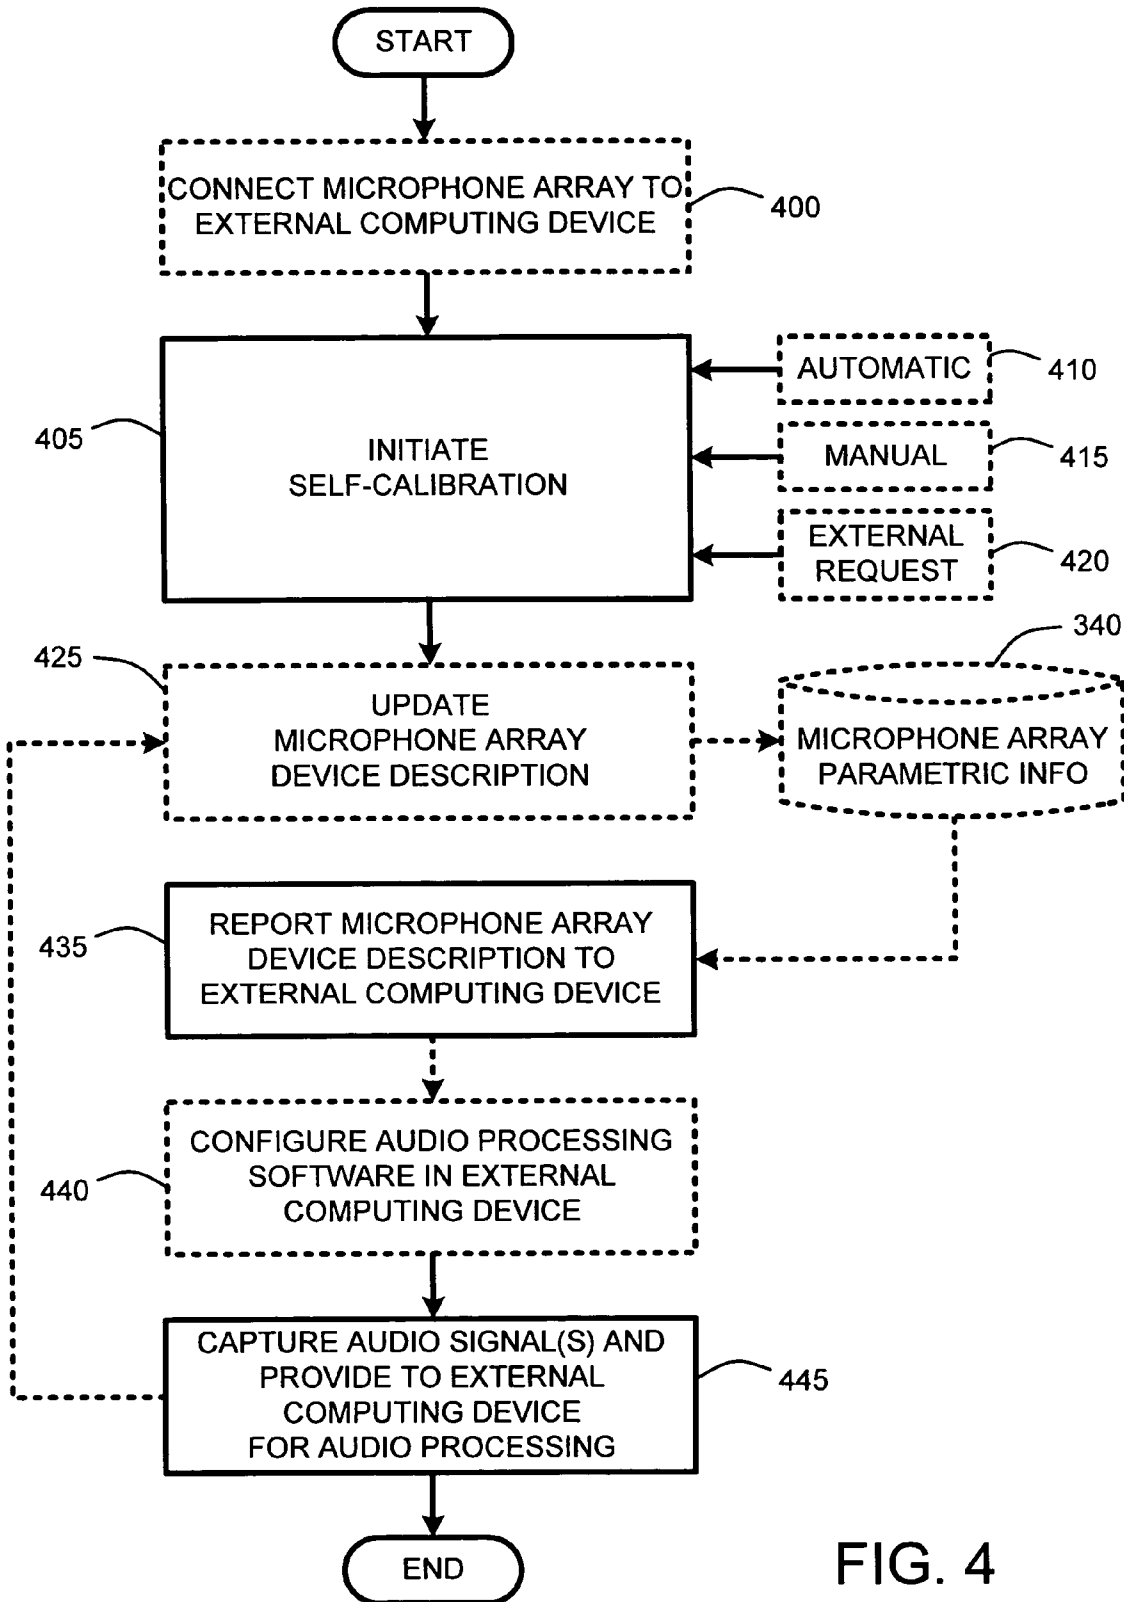 START
CONNECT MICROPHONE ARRAY TO
EXTERNAL COMPUTING DEVICE
400
405
INITIATE
SELF-CALIBRATION
AUTOMATIC
410
MANUAL
415
EXTERNAL
REQUEST
420
425
UPDATE
MICROPHONE ARRAY
DEVICE DESCRIPTION
340
MICROPHONE ARRAY
PARAMETRIC INFO
435
REPORT MICROPHONE ARRAY
DEVICE DESCRIPTION TO
EXTERNAL COMPUTING DEVICE
440
CONFIGURE AUDIO PROCESSING
SOFTWARE IN EXTERNAL
COMPUTING DEVICE
CAPTURE AUDIO SIGNAL(S) AND
PROVIDE TO EXTERNAL
COMPUTING DEVICE
FOR AUDIO PROCESSING
445
END
FIG. 4